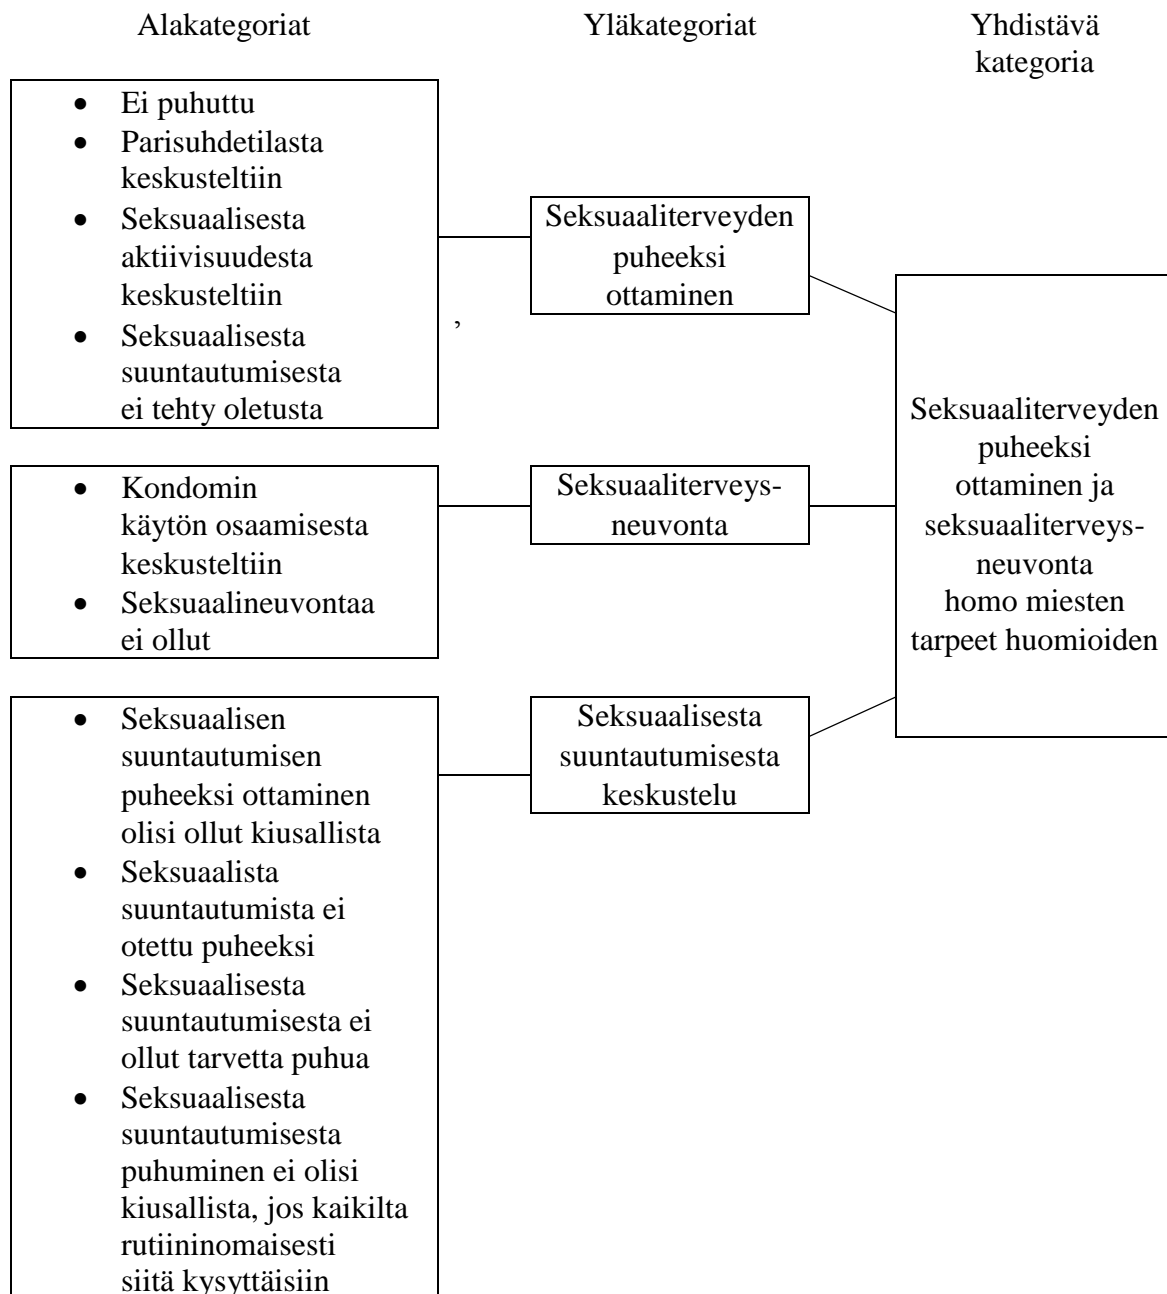 Alakategoriat
Yläkategoriat
Yhdistävä
kategoria
• Ei puhuttu
• Parisuhdetilasta
keskusteltiin
• Seksuaalisesta
aktiivisuudesta
keskusteltiin
• Seksuaalisesta
suuntautumisesta
ei tehty oletusta
,
Seksuaaliterveyden
puheeksi
ottaminen
• Kondomin
käytön osaamisesta
keskusteltiin
• Seksuaalineuvontaa
ei ollut
Seksuaaliterveys-
neuvonta
• Seksuaalisen
suuntautumisen
puheeksi ottaminen
olisi ollut kiusallista
• Seksuaalista
suuntautumista ei
otettu puheeksi
• Seksuaalisesta
suuntautumisesta ei
ollut tarvetta puhua
• Seksuaalisesta
suuntautumisesta
puhuminen ei olisi
kiusallista, jos kaikilta
rutiininomaisesti
siitä kysyttäisiin
Seksuaalisesta
suuntautumisesta
keskustelu
Seksuaaliterveyden
puheeksi
ottaminen ja
seksuaaliterveys-
neuvonta
homo miesten
tarpeet huomioiden